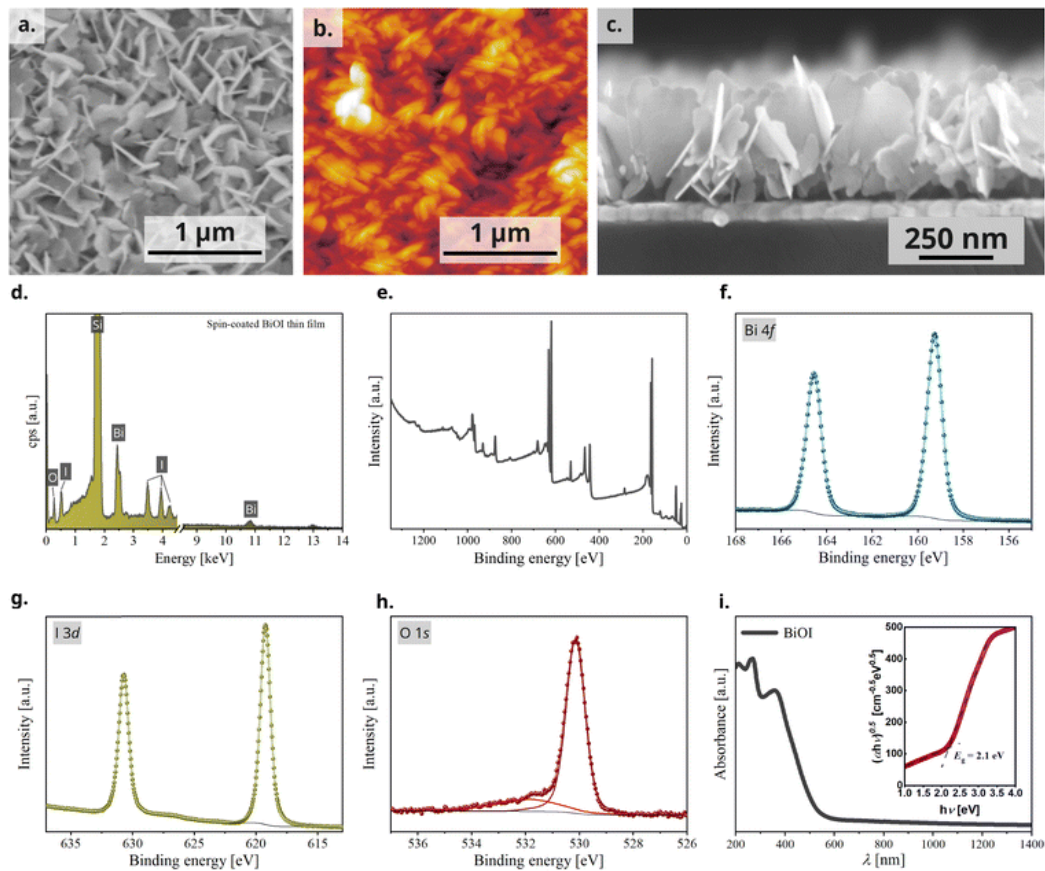 a.
b.
c.
1 µm
1 µm
250 nm
d.
e.
f.
Spin-coated BiOI thin film
Si
Bi
O
I
I
Bi
cps [a.u.]
0 1 2 3 4 9 10 11 12 13 14
Energy [keV]
Intensity [a.u.]
1200 1000 800 600 400 200 0
Binding energy [eV]
Bi 4f
Intensity [a.u.]
168 166 164 162 160 158 156
Binding energy [eV]
g.
h.
i.
I 3d
Intensity [a.u.]
635 630 625 620 615
Binding energy [eV]
O 1s
Intensity [a.u.]
536 534 532 530 528 526
Binding energy [eV]
BiOI
Absorbance [a.u.]
200 400 600 800 1000 1200 1400
λ [nm]
500
400
300
200
100
0
(αhν)^0.5 [cm^-0.5eV^0.5]
E_g = 2.1 eV
1.0 1.5 2.0 2.5 3.0 3.5 4.0
hν [eV]